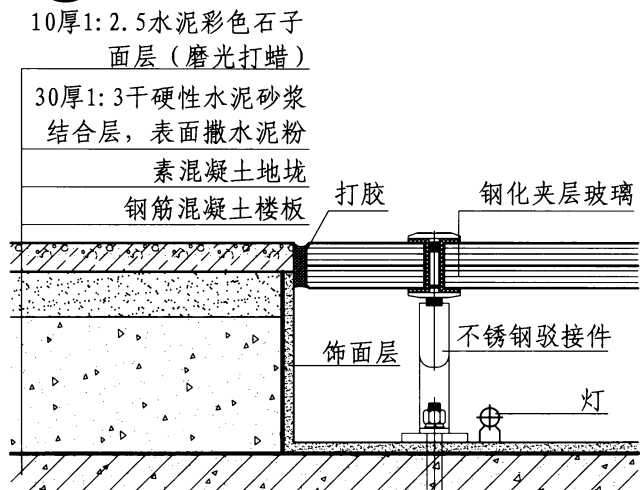 10厚1:2.5水泥彩色石子
面层（磨光打蜡）
30厚1:3干硬性水泥砂浆
结合层，表面撒水泥粉
素混凝土地垅
钢筋混凝土楼板
打胶
钢化夹层玻璃
饰面层
不锈钢驳接件
灯